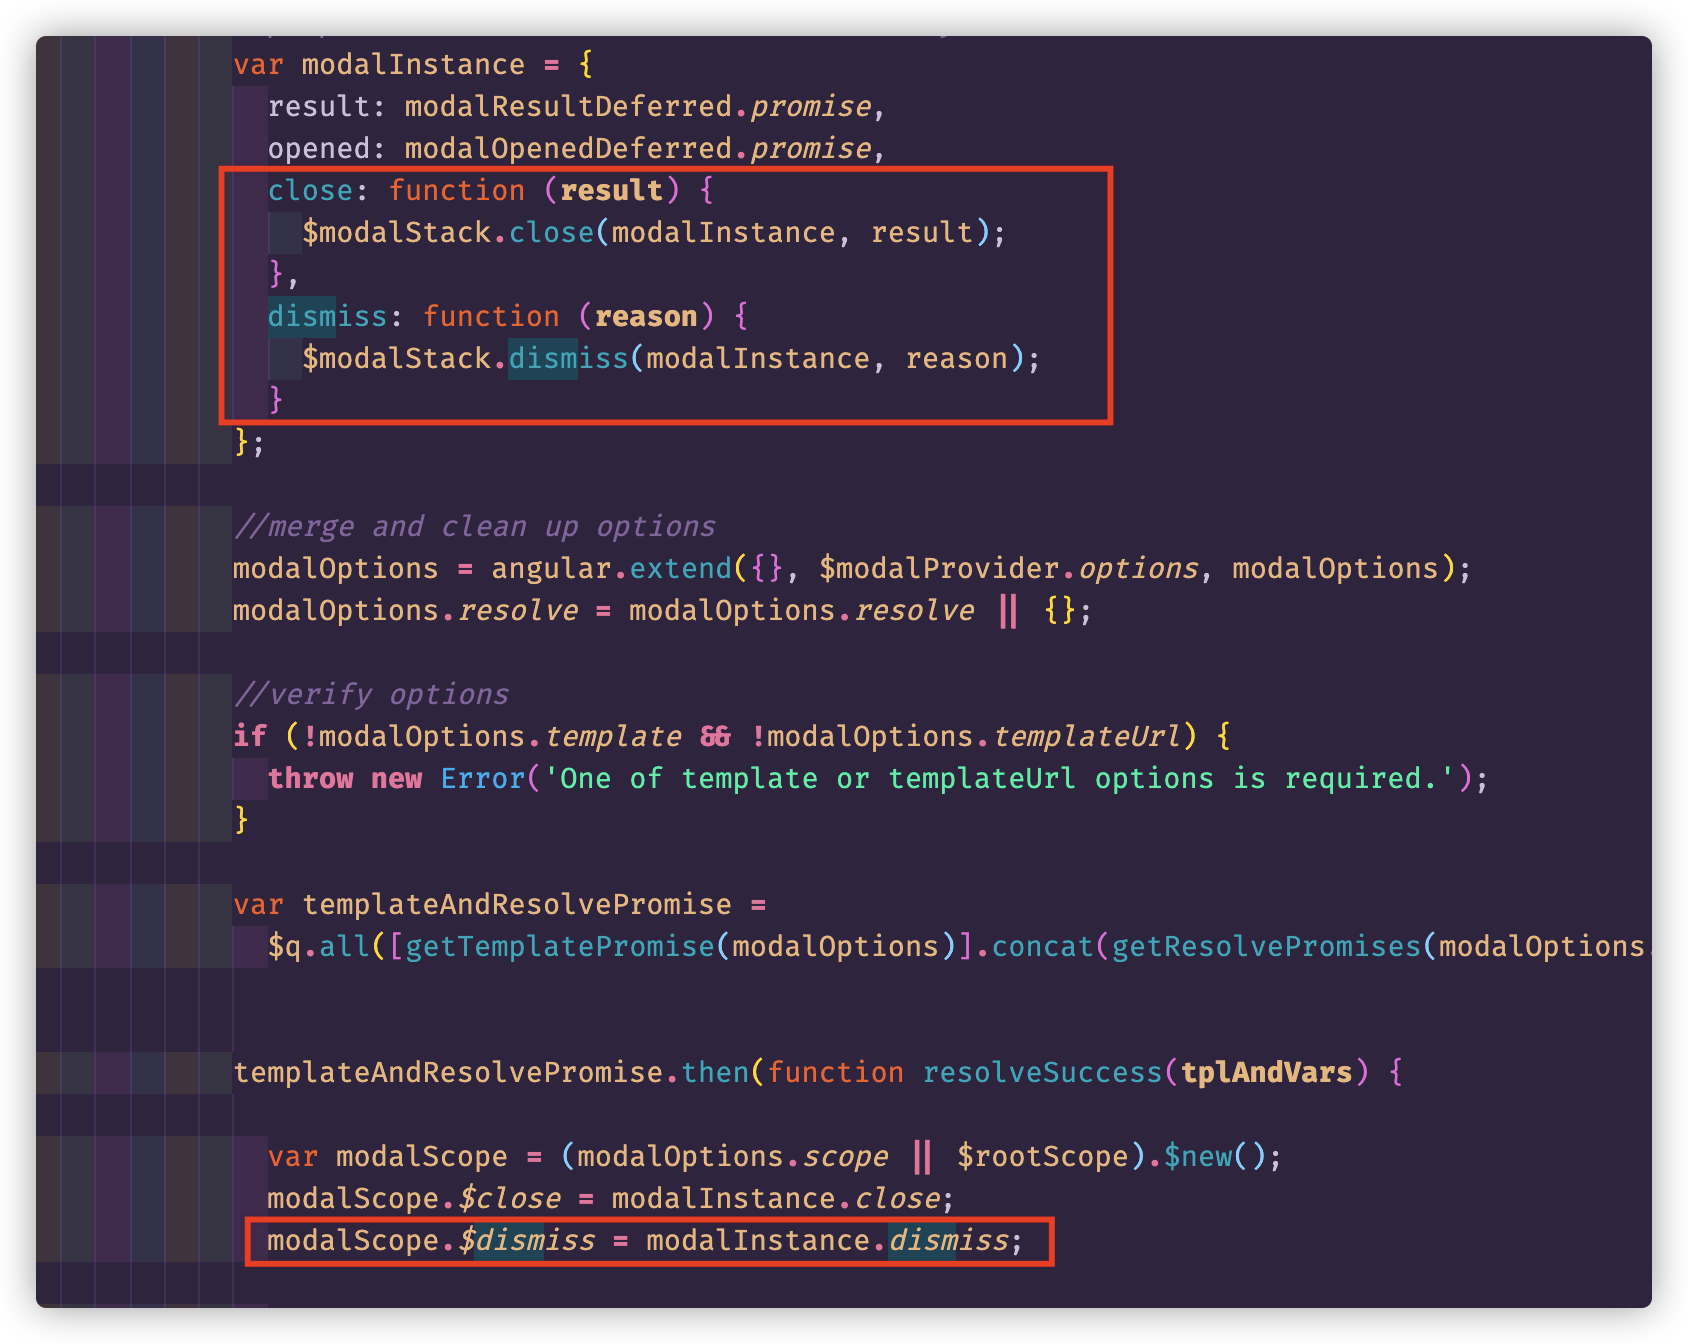 var modalInstance = {
result: modalResultDeferred.promise,
opened: modalOpenedDeferred.promise,
close: function (result) {
$modalStack.close(modalInstance, result);
},
dismiss: function (reason) {
$modalStack.dismiss(modalInstance, reason);
}
};
//merge and clean up options
modalOptions = angular.extend({}, $modalProvider.options, modalOptions);
modalOptions.resolve = modalOptions.resolve || {};
//verify options
if (!modalOptions.template && !modalOptions.templateUrl) {
throw new Error('One of template or templateUrl options is required.');
}
var templateAndResolvePromise =
$q.all([getTemplatePromise(modalOptions)].concat(getResolvePromises(modalOptions.
templateAndResolvePromise.then(function resolveSuccess(tplAndVars) {
var modalScope = (modalOptions.scope || $rootScope).$new();
modalScope.$close = modalInstance.close;
modalScope.$dismiss = modalInstance.dismiss;